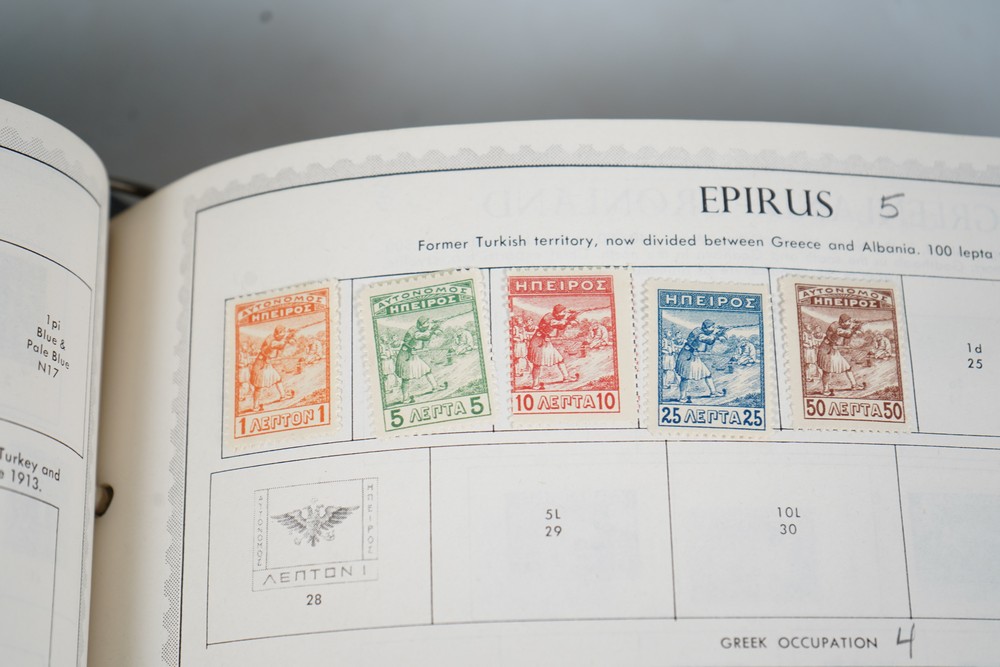 1pi
Blue &
Pale Blue
N17
Turkey and
1913.
EPIRUS 5
Former Turkish territory, now divided between Greece and Albania. 100 lepta
ΑΥΤΟΝΟΜΟΣ
ΗΠΕΙΡΟΣ
1 ΛΕΠΤΟΝ 1
ΑΥΤΟΝΟΜΟΣ
ΗΠΕΙΡΟΣ
5 ΛΕΠΤΑ 5
ΗΠΕΙΡΟΣ
10 ΛΕΠΤΑ 10
ΗΠΕΙΡΟΣ
25 ΛΕΠΤΑ 25
ΑΥΤΟΝΟΜΟΣ
ΗΠΕΙΡΟΣ
50 ΛΕΠΤΑ 50
1d
25
ΑΥΤΟΝΟΜΟΣ
ΗΠΕΙΡΟΣ
ΛΕΠΤΟΝ 1
28
5L
29
10L
30
GREEK OCCUPATION 4